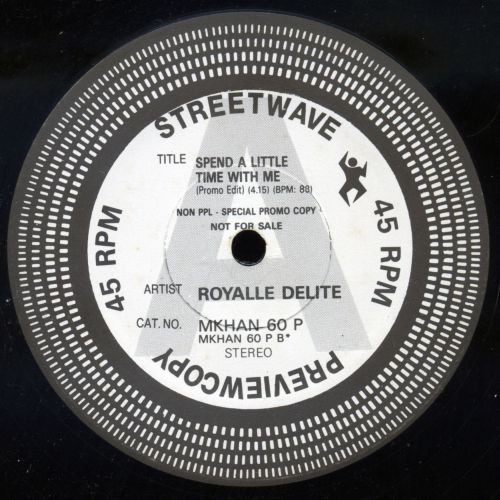 STREETWAVE
TITLE SPEND A LITTLE
TIME WITH ME
(Promo Edit) (4.15) (BPM: 88)
NON PPL - SPECIAL PROMO COPY
NOT FOR SALE
45 RPM
45 RPM
A
ARTIST ROYALLE DELITE
CAT. NO. MKHAN 60 P
MKHAN 60 P B*
STEREO
PREVIEWCOPY